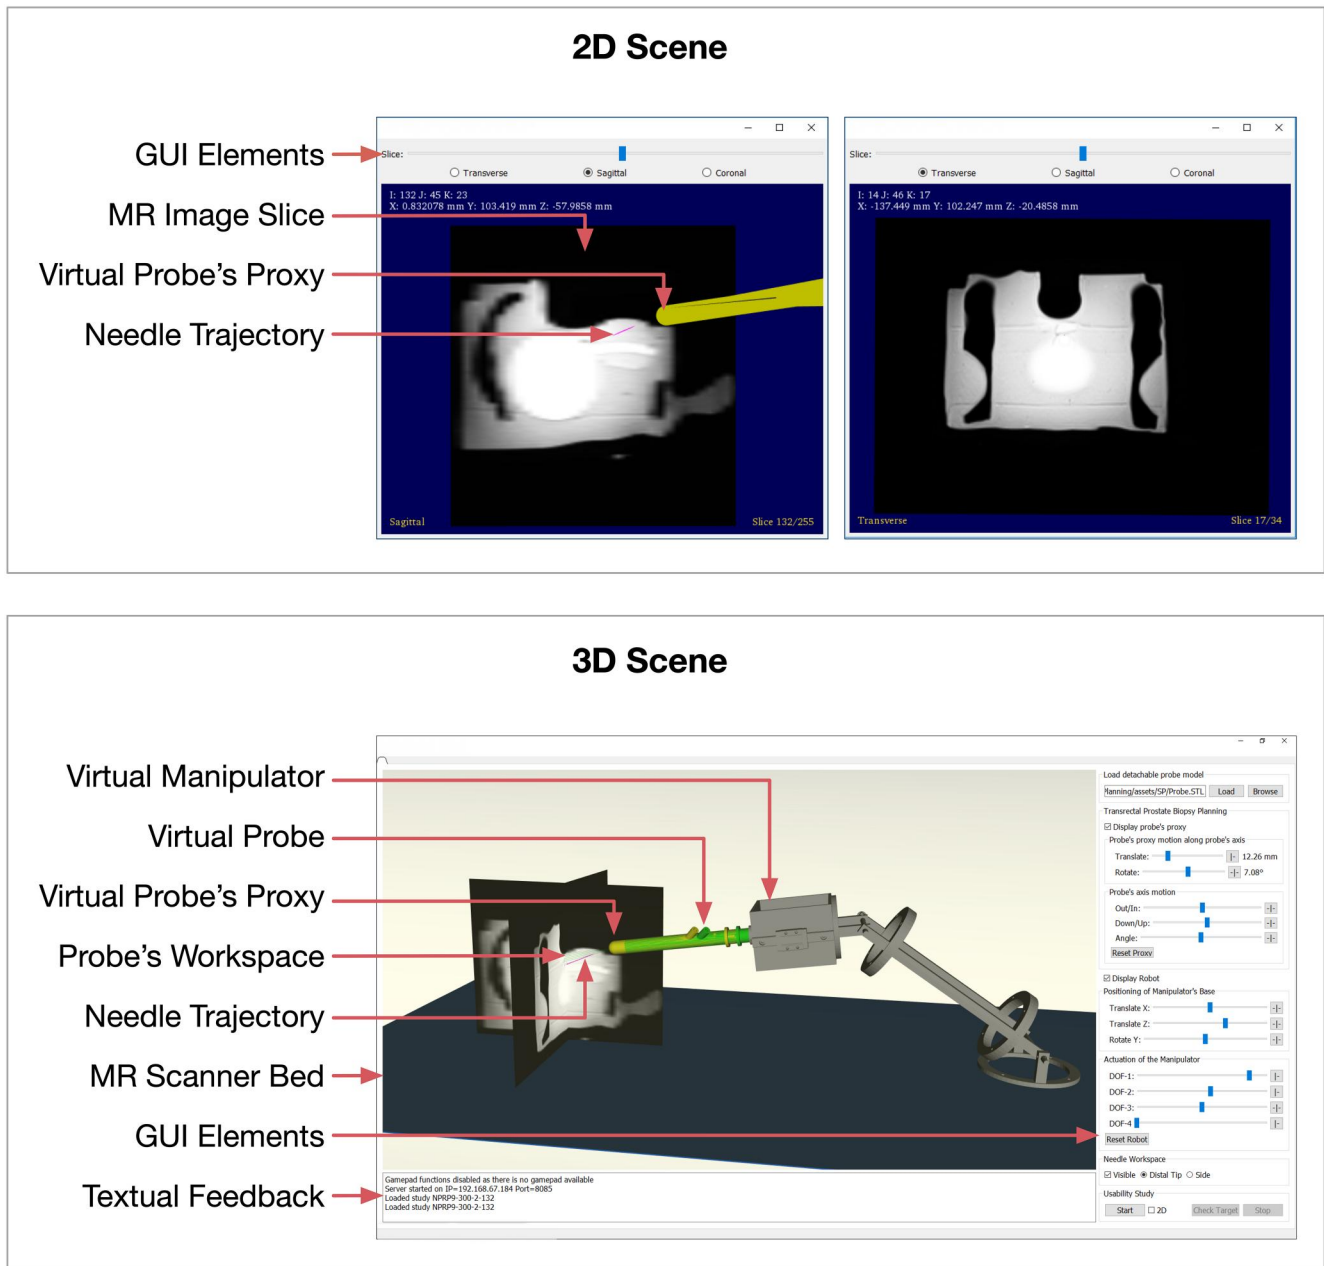 2D Scene
GUI Elements
MR Image Slice
Virtual Probe's Proxy
Needle Trajectory
Slice:
Transverse Sagittal Coronal
I: 132 J: 45 K: 23
X: 0.832078 mm Y: 103.419 mm Z: -57.9858 mm
Sagittal Slice 132/255
Slice:
Transverse Sagittal Coronal
I: 14 J: 46 K: 17
X: -137.449 mm Y: 102.247 mm Z: -20.4858 mm
Transverse Slice 17/34
3D Scene
Virtual Manipulator
Virtual Probe
Virtual Probe's Proxy
Probe's Workspace
Needle Trajectory
MR Scanner Bed
GUI Elements
Textual Feedback
Load detachable probe model
lanning/assets/SP/Probe.STL Load Browse
Transrectal Prostate Biopsy Planning
Display probe's proxy
Probe's proxy motion along probe's axis
Translate: |- 12.26 mm
Rotate: -|- 7.08°
Probe's axis motion
Out/In: -|-
Down/Up: -|-
Angle: -|-
Reset Proxy
Display Robot
Positioning of Manipulator's Base
Translate X: -|-
Translate Z: -|-
Rotate Y: -|-
Actuation of the Manipulator
DOF-1: |-
DOF-2: |-
DOF-3: -|-
DOF-4 |-
Reset Robot
Needle Workspace
Visible Distal Tip Side
Usability Study
Start 2D Check Target Stop
Gamepad functions disabled as there is no gamepad available
Server started on IP=192.168.67.184 Port=8085
Loaded study NPRP9-300-2-132
Loaded study NPRP9-300-2-132